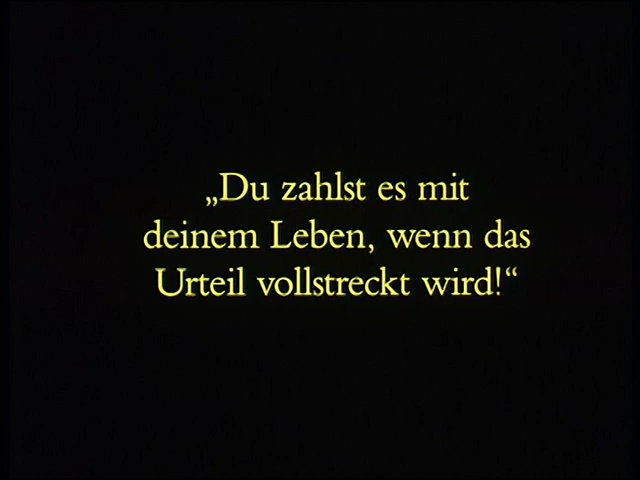 „Du zahlst es mit
deinem Leben, wenn das
Urteil vollstreckt wird!“